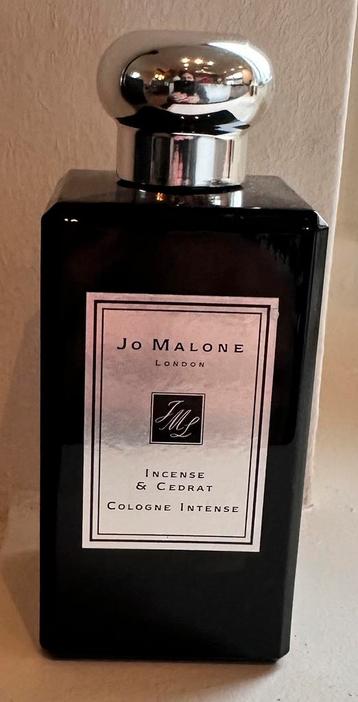 Jo Malone
London
JML
Incense
& Cedrat
Cologne Intense